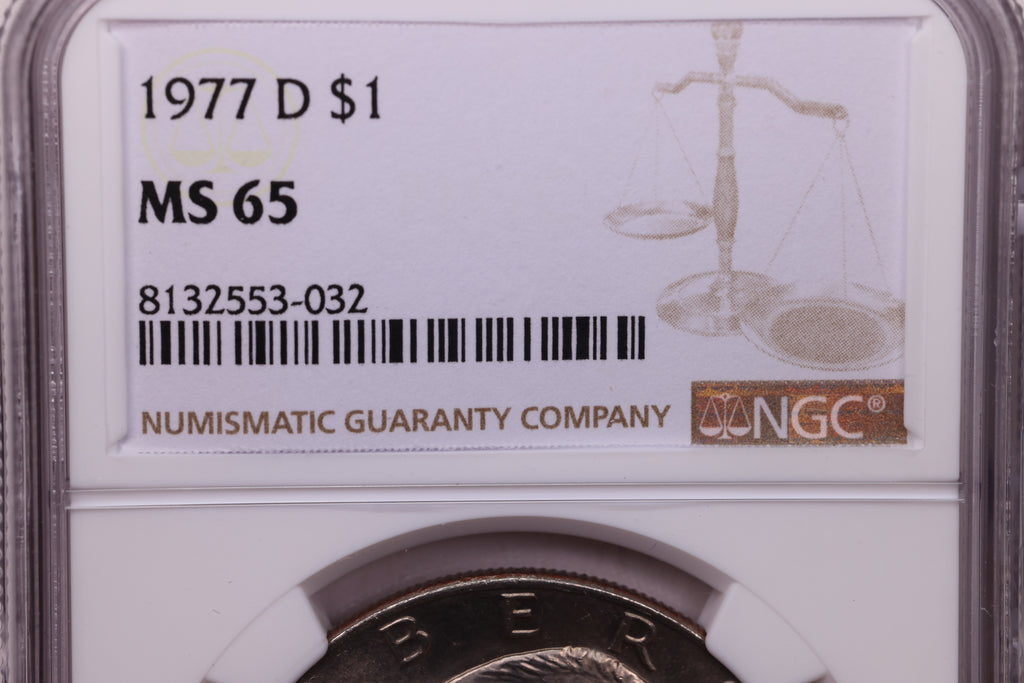 1977 D $1
MS 65
8132553-032
NUMISMATIC GUARANTY COMPANY
NGC®
BER